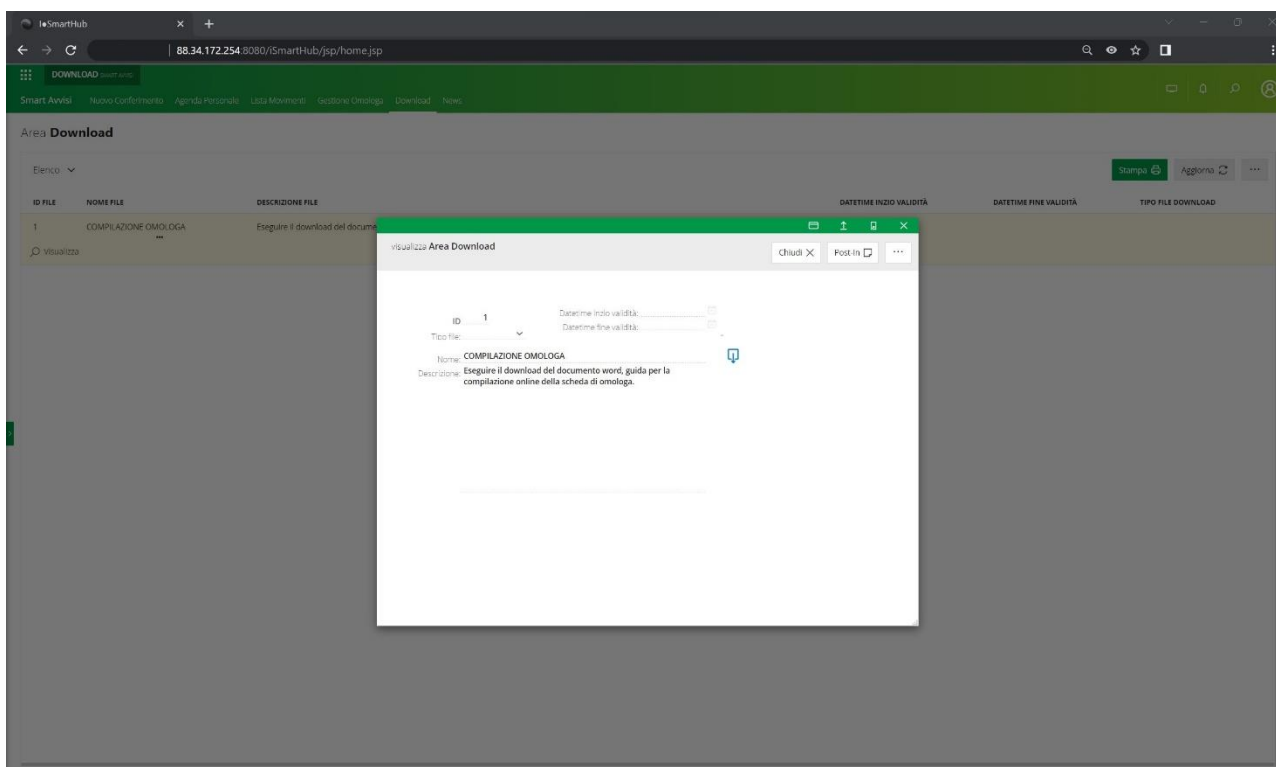 I●SmartHub
88.34.172.254:8080/iSmartHub/jsp/home.jsp
DOWNLOAD SMART AVVISI
Smart Avvisi Nuovo Conferimento Agenda Personale Lista Movimenti Gestione Omologa Download News
Area Download
Elenco
Stampa Aggiorna ...
ID FILE NOME FILE DESCRIZIONE FILE DATETIME INZIO VALIDITÀ DATETIME FINE VALIDITÀ TIPO FILE DOWNLOAD
1 COMPILAZIONE OMOLOGA Eseguire il download del docume
...
Visualizza
visualizza Area Download
Chiudi Post-In ...
ID 1 Datetime inzio validità:
Datetime fine validità:
Tipo file:
Nome: COMPILAZIONE OMOLOGA
Descrizione: Eseguire il download del documento word, guida per la
compilazione online della scheda di omologa.